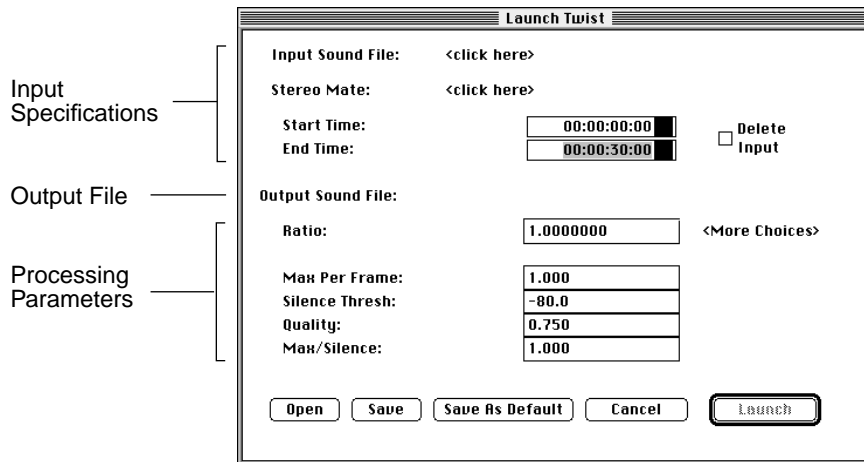 Launch Twist
Input Sound File: <click here>
Input
Specifications
Stereo Mate: <click here>
Start Time: 00:00:00:00
End Time: 00:00:30:00
Delete
Input
Output File
Output Sound File:
Ratio: 1.0000000 <More Choices>
Processing
Parameters
Max Per Frame: 1.000
Silence Thresh: -80.0
Quality: 0.750
Max/Silence: 1.000
Open Save Save As Default Cancel Launch